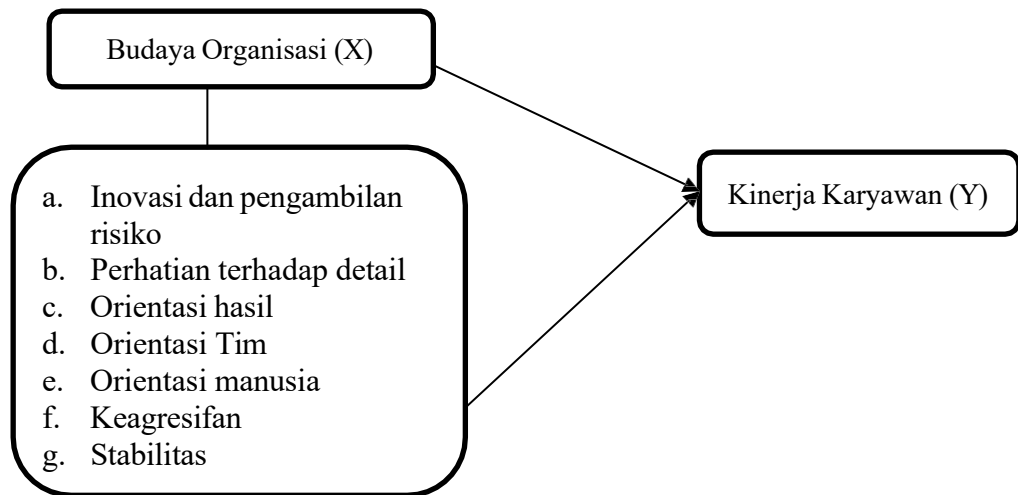 Budaya Organisasi (X)
a. Inovasi dan pengambilan
risiko
b. Perhatian terhadap detail
c. Orientasi hasil
d. Orientasi Tim
e. Orientasi manusia
f. Keagresifan
g. Stabilitas
Kinerja Karyawan (Y)